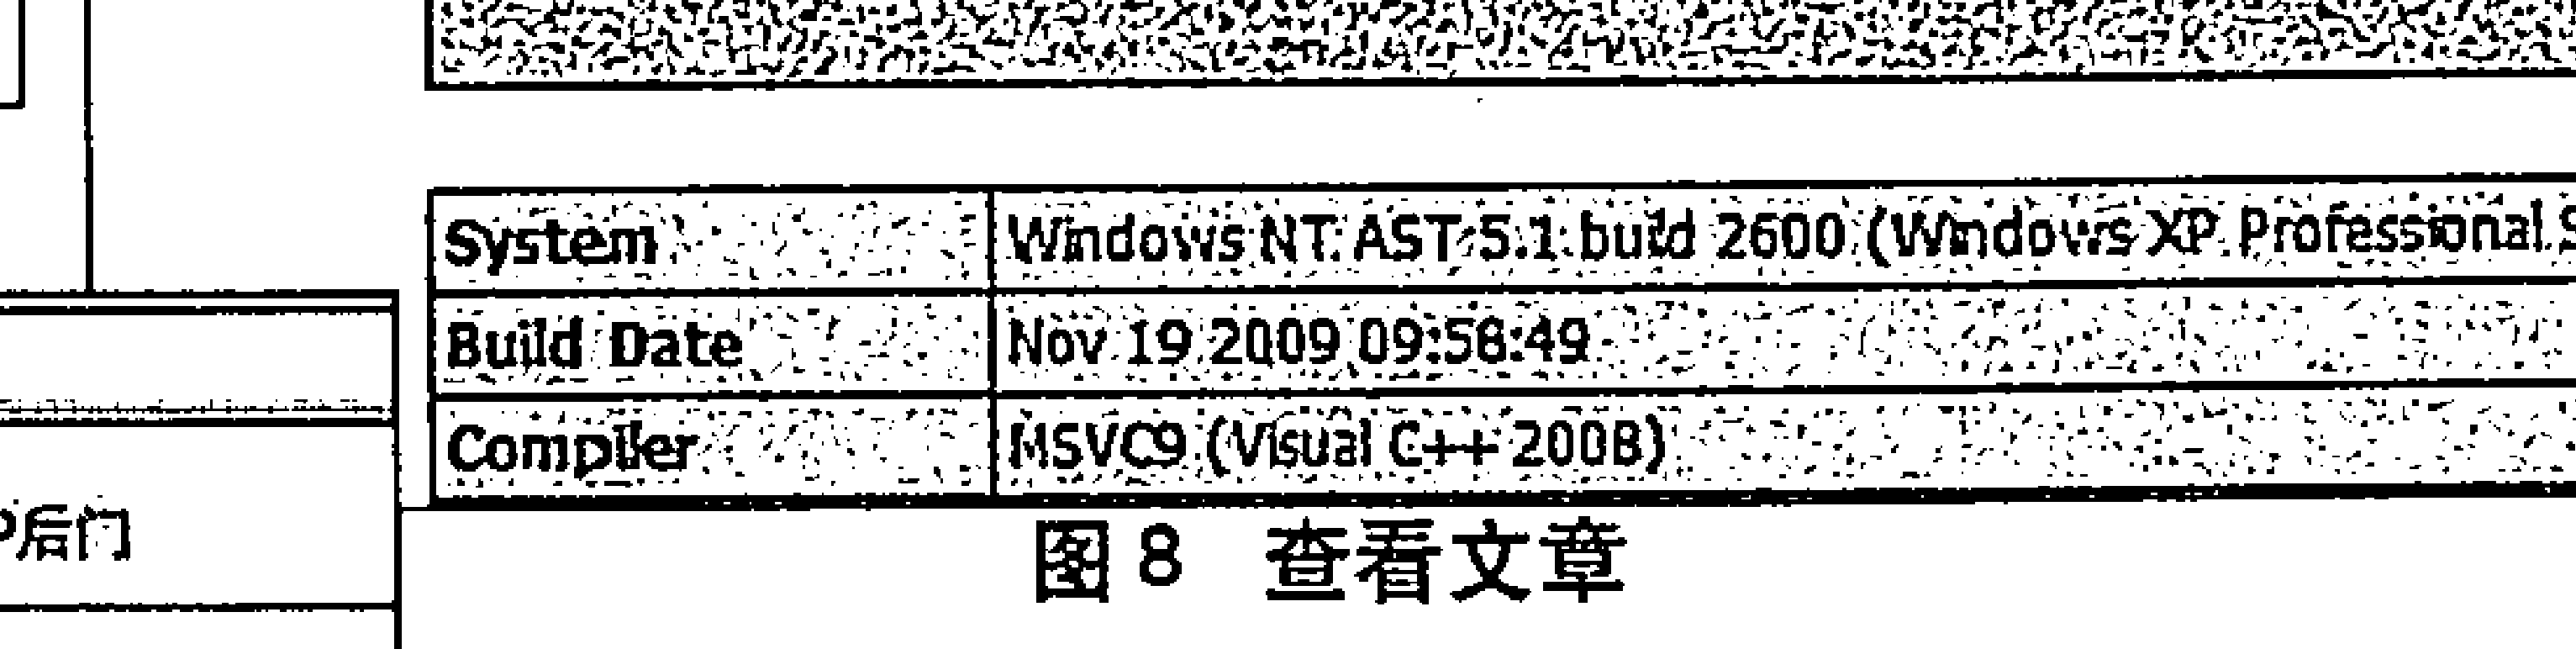 System Windows NT AST 5.1 build 2600 (Windows XP Professional S
Build Date Nov 19 2009 09:58:49
Compiler MSVC9 (Visual C++ 2008)
P后门
图 8 查看文章